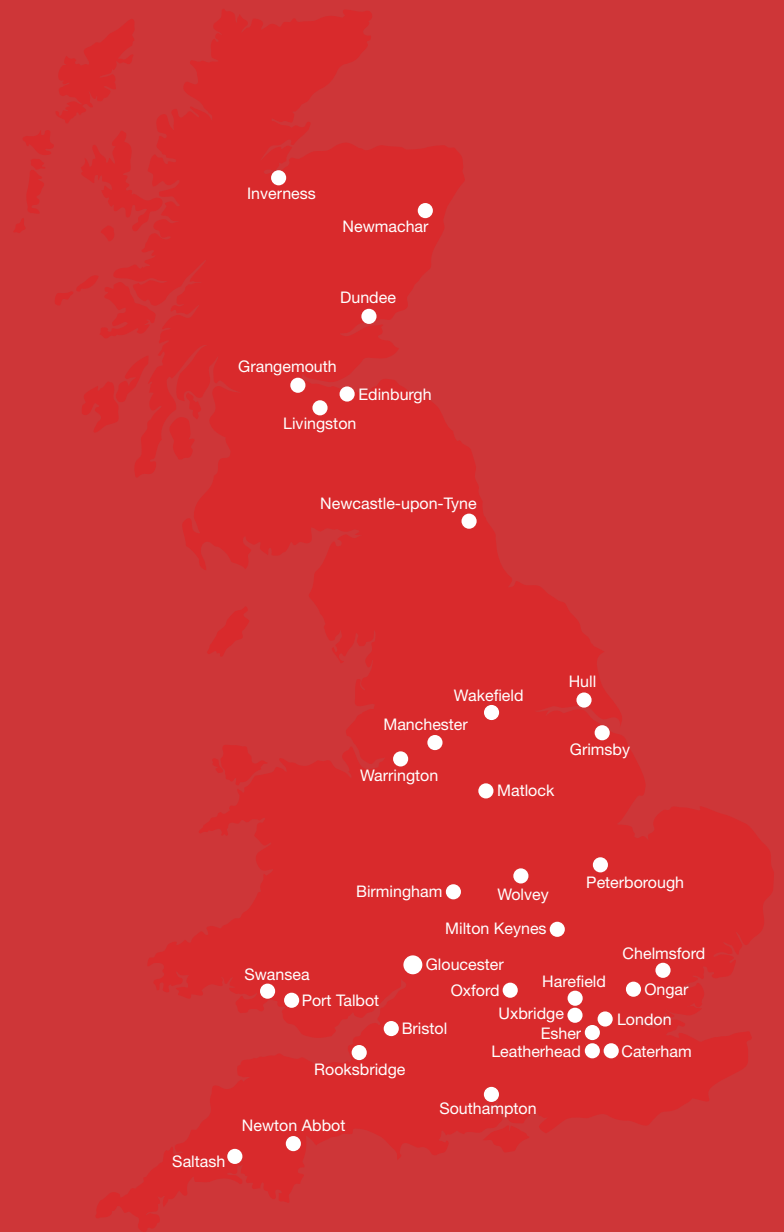 Inverness
Newmachar
Dundee
Grangemouth
Edinburgh
Livingston
Newcastle-upon-Tyne
Hull
Wakefield
Manchester
Grimsby
Warrington
Matlock
Peterborough
Birmingham
Wolvey
Milton Keynes
Chelmsford
Gloucester
Swansea
Harefield
Oxford
Ongar
Port Talbot
Uxbridge
London
Bristol
Esher
Leatherhead
Caterham
Rooksbridge
Southampton
Newton Abbot
Saltash